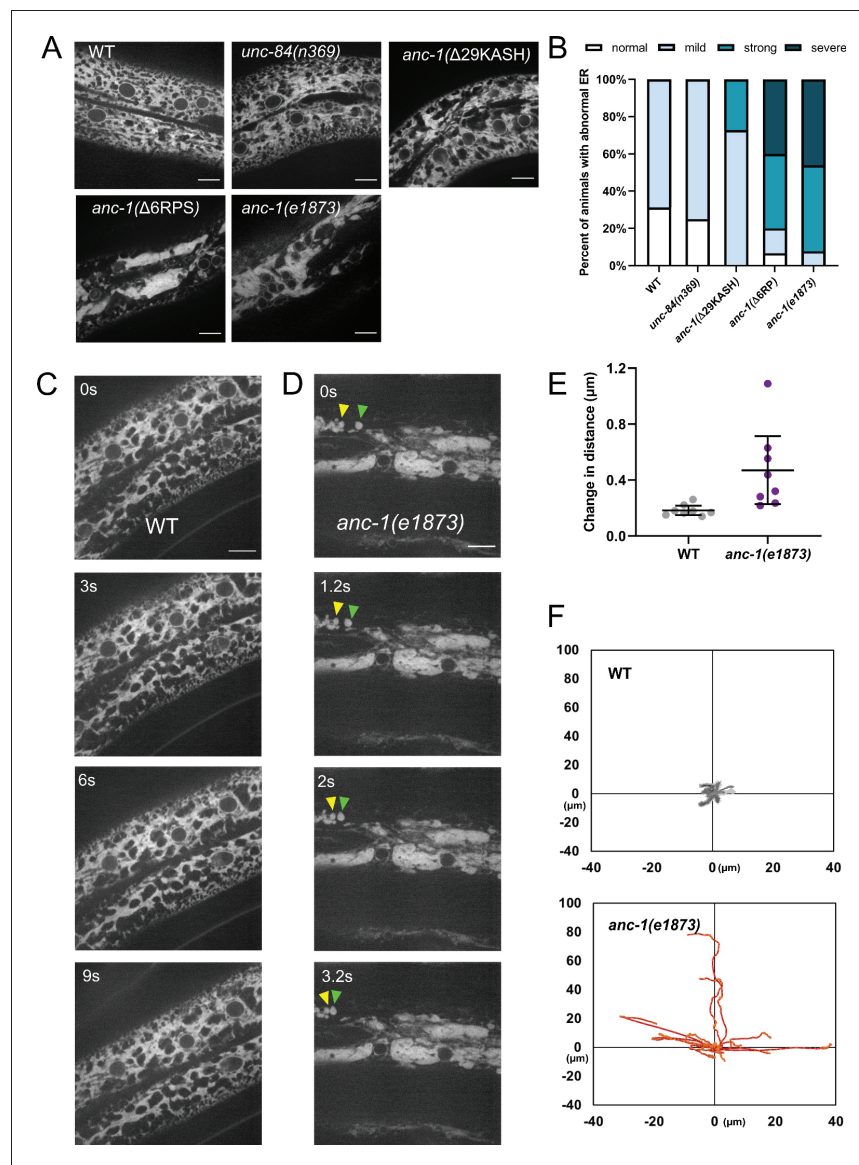 A
WT
unc-84(n369)
anc-1(Δ29KASH)
anc-1(Δ6RPS)
anc-1(e1873)
B
normal
mild
strong
severe
Percent of animals with abnormal ER
100%
80%
60%
40%
20%
0%
WT
unc-84(n369)
anc-1(Δ29KASH)
anc-1(Δ6RP)
anc-1(e1873)
C
0s
WT
3s
6s
9s
D
0s
anc-1(e1873)
1.2s
2s
3.2s
E
Change in distance (µm)
1.2
0.8
0.4
0.0
WT
anc-1(e1873)
F
WT
100
80
60
40
20
0
(µm)
-20
-40
-40
-20
0 (µm)
20
40
anc-1(e1873)
100
80
60
40
20
0
(µm)
-20
-40
-40
-20
0 (µm)
20
40